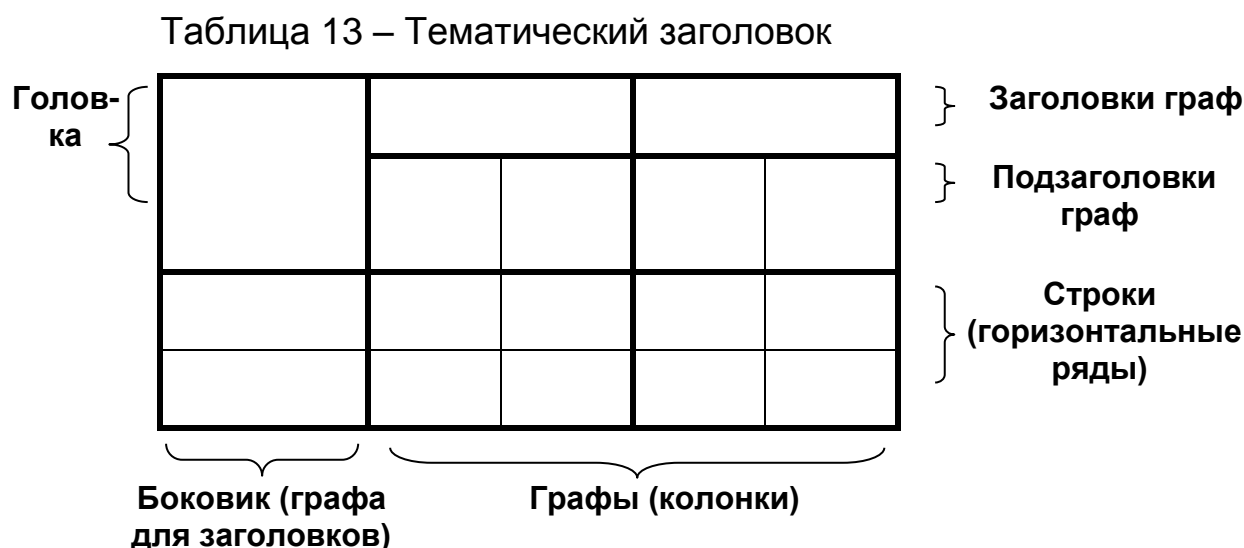 Таблица 13 – Тематический заголовок
Голов-
ка
Заголовки граф
Подзаголовки
граф
Строки
(горизонтальные
ряды)
Боковик (графа
для заголовков)
Графы (колонки)